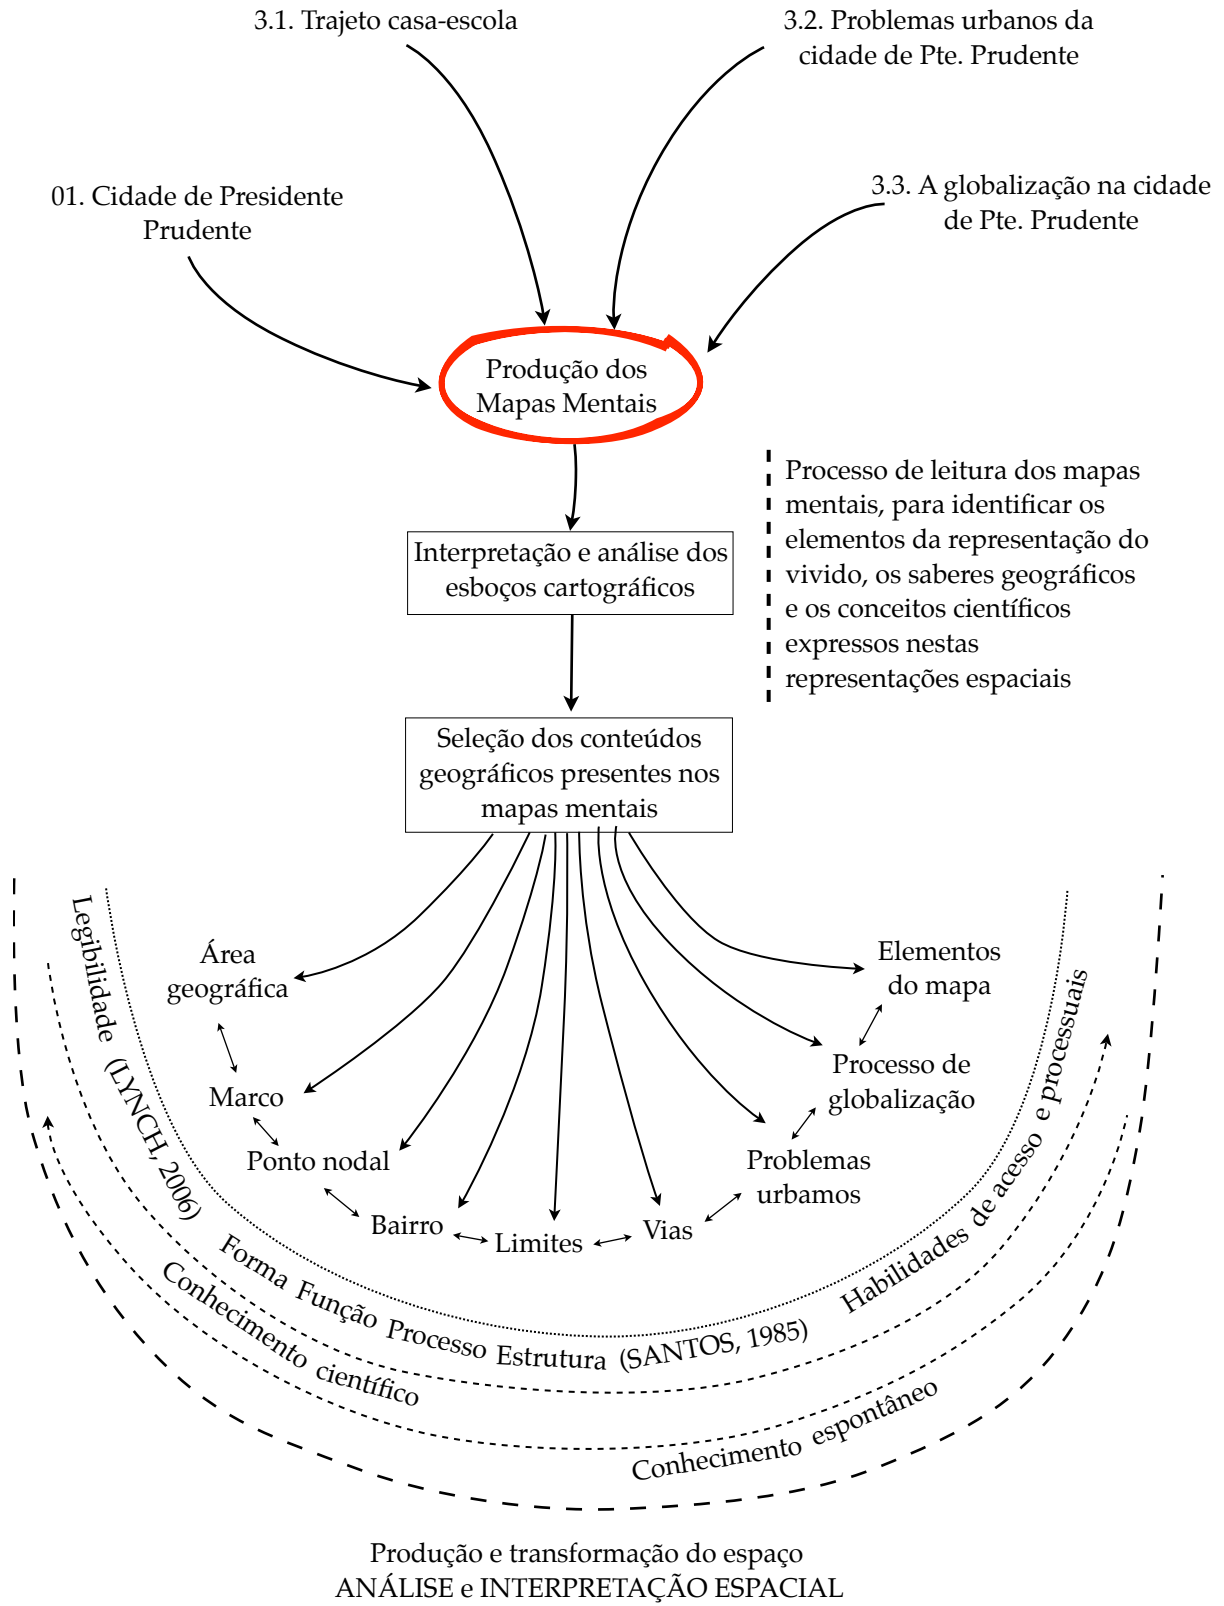 3.1. Trajeto casa-escola
3.2. Problemas urbanos da
cidade de Pte. Prudente
01. Cidade de Presidente
Prudente
3.3. A globalização na cidade
de Pte. Prudente
Produção dos
Mapas Mentais
Processo de leitura dos mapas
mentais, para identificar os
elementos da representação do
vivido, os saberes geográficos
e os conceitos científicos
expressos nestas
representações espaciais
Interpretação e análise dos
esboços cartográficos
Seleção dos conteúdos
geográficos presentes nos
mapas mentais
Área
geográfica
Marco
Ponto nodal
Bairro
Limites
Vias
Problemas
urbamos
Processo de
globalização
Elementos
do mapa
Legibilidade (LYNCH, 2006)
Forma Função Processo Estrutura (SANTOS, 1985)
Habilidades de acesso e processuais
Conhecimento científico
Conhecimento espontâneo
Produção e transformação do espaço
ANÁLISE e INTERPRETAÇÃO ESPACIAL